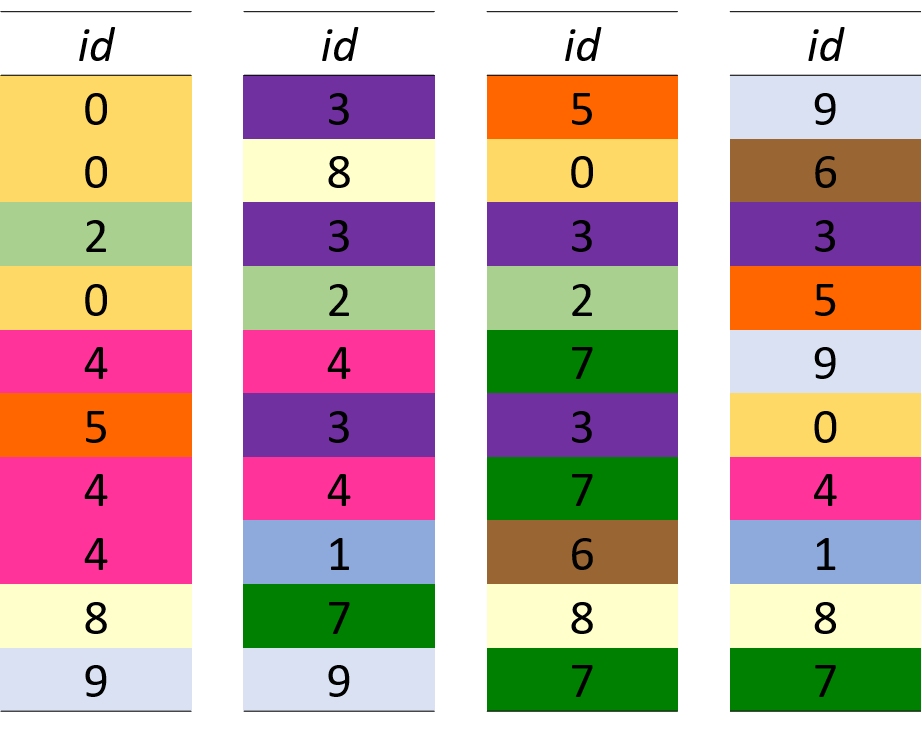 id id id id
0 3 5 9
0 8 0 6
2 3 3 3
0 2 2 5
4 4 7 9
5 3 3 0
4 4 7 4
4 1 6 1
8 7 8 8
9 9 7 7